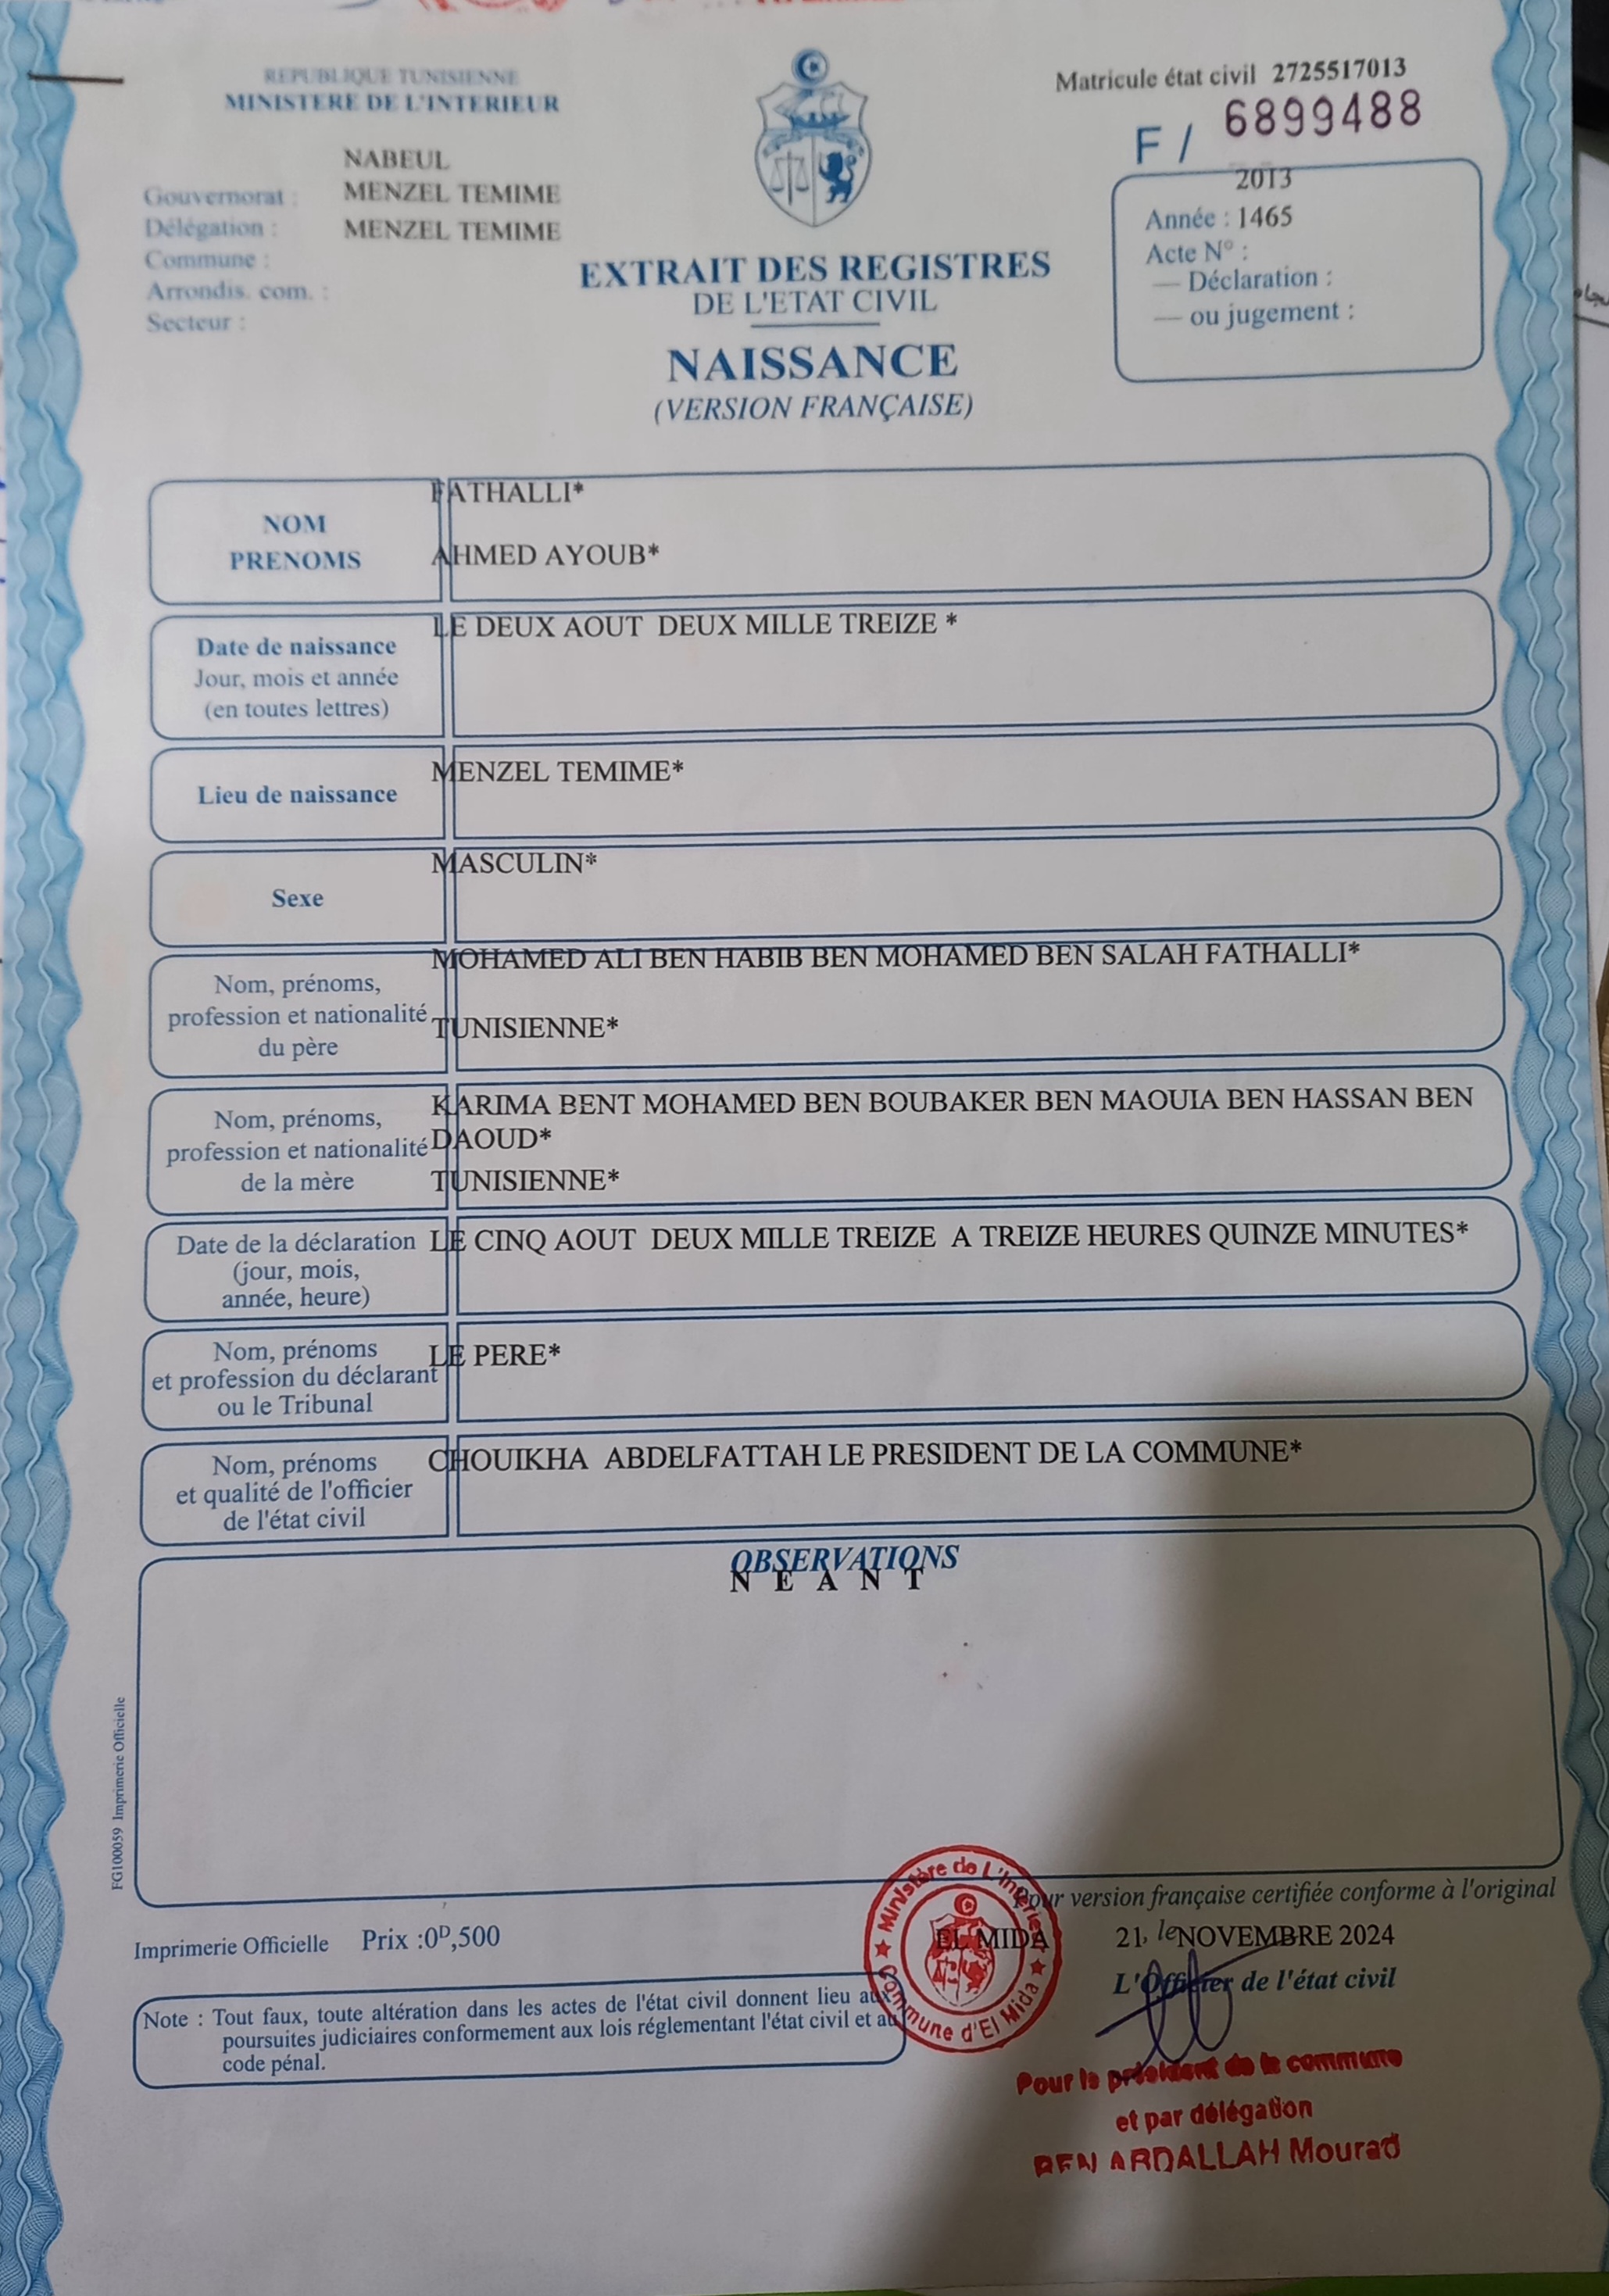 REPUBLIQUE TUNISIENNE
MINISTERE DE L'INTERIEUR
NABEUL
Gouvernorat : MENZEL TEMIME
Délégation : MENZEL TEMIME
Commune :
Arrondis. com. :
Secteur :
Matricule état civil 2725517013
F / 6899488
2013
Année : 1465
Acte N° :
— Déclaration :
— ou jugement :
EXTRAIT DES REGISTRES
DE L'ETAT CIVIL
NAISSANCE
(VERSION FRANÇAISE)
NOM
PRENOMS
FATHALLI*
AHMED AYOUB*
Date de naissance
Jour, mois et année
(en toutes lettres)
LE DEUX AOUT DEUX MILLE TREIZE *
Lieu de naissance
MENZEL TEMIME*
Sexe
MASCULIN*
Nom, prénoms,
profession et nationalité
du père
MOHAMED ALI BEN HABIB BEN MOHAMED BEN SALAH FATHALLI*
TUNISIENNE*
Nom, prénoms,
profession et nationalité
de la mère
KARIMA BENT MOHAMED BEN BOUBAKER BEN MAOUIA BEN HASSAN BEN
DAOUD*
TUNISIENNE*
Date de la déclaration
(jour, mois,
année, heure)
LE CINQ AOUT DEUX MILLE TREIZE A TREIZE HEURES QUINZE MINUTES*
Nom, prénoms
et profession du déclarant
ou le Tribunal
LE PERE*
Nom, prénoms
et qualité de l'officier
de l'état civil
CHOUIKHA ABDELFATTAH LE PRESIDENT DE LA COMMUNE*
OBSERVATIONS
N E A N T
FG100059 Imprimerie Officielle
Pour version française certifiée conforme à l'original
Imprimerie Officielle Prix :0ᴰ,500
EL MIDA 21, le NOVEMBRE 2024
L'Officier de l'état civil
Ministère de L'Intérieur
Commune d'El Mida
Note : Tout faux, toute altération dans les actes de l'état civil donnent lieu aux
poursuites judiciaires conformement aux lois réglementant l'état civil et au
code pénal.
Pour le président de la commune
et par délégation
BEN ABDALLAH Mourad